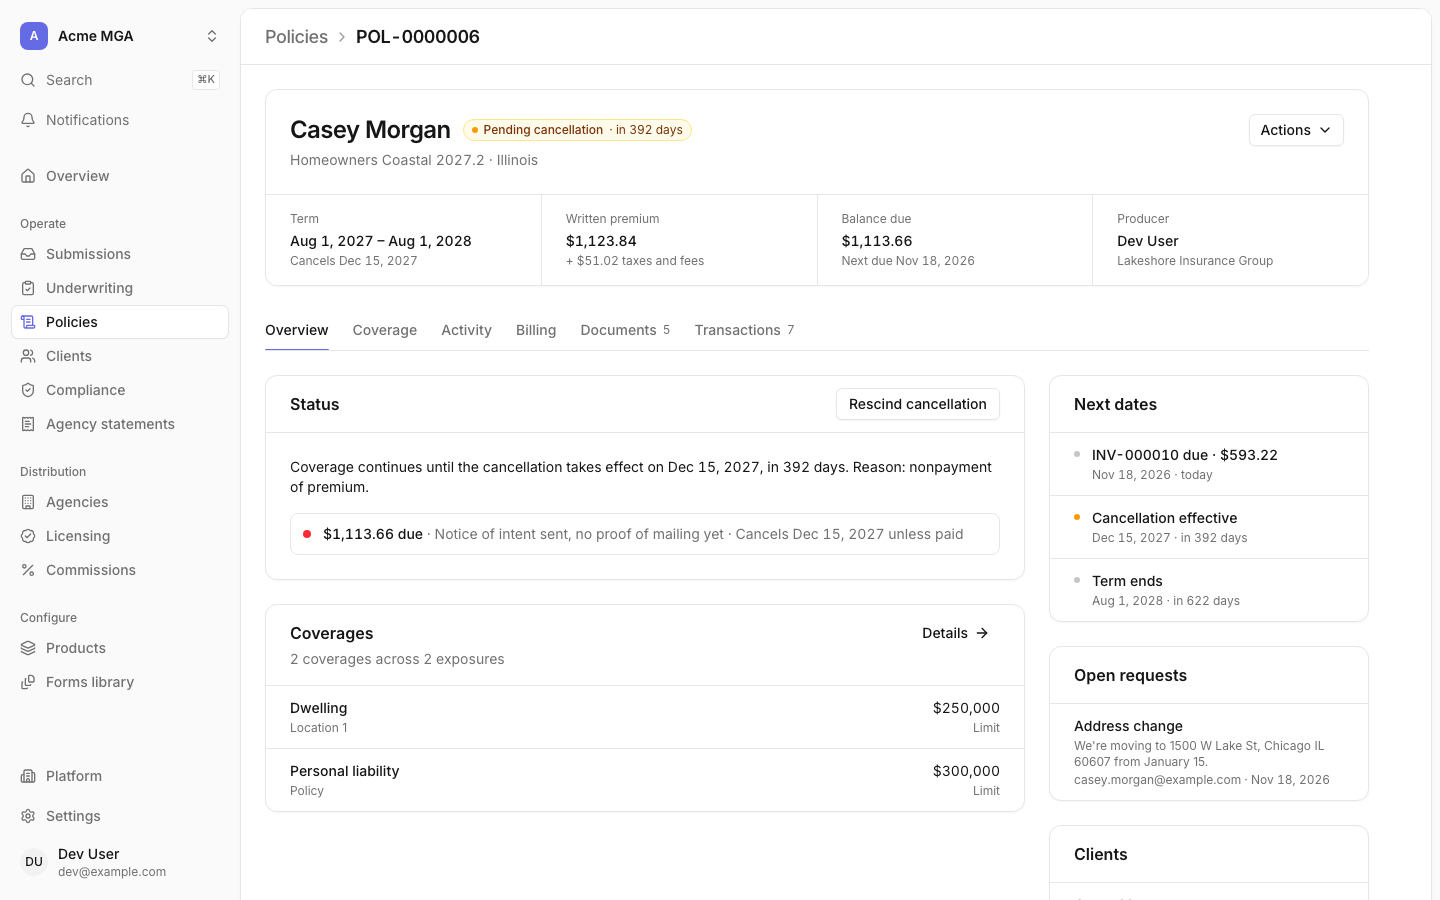 A
Acme MGA
Search
⌘K
Notifications
Overview
Operate
Submissions
Underwriting
Policies
Clients
Compliance
Agency statements
Distribution
Agencies
Licensing
Commissions
Configure
Products
Forms library
Platform
Settings
DU
Dev User
dev@example.com
Policies
POL-0000006
Casey Morgan
Pending cancellation · in 392 days
Actions
Homeowners Coastal 2027.2 · Illinois
Term
Aug 1, 2027 – Aug 1, 2028
Cancels Dec 15, 2027
Written premium
$1,123.84
+ $51.02 taxes and fees
Balance due
$1,113.66
Next due Nov 18, 2026
Producer
Dev User
Lakeshore Insurance Group
Overview
Coverage
Activity
Billing
Documents 5
Transactions 7
Status
Rescind cancellation
Coverage continues until the cancellation takes effect on Dec 15, 2027, in 392 days. Reason: nonpayment
of premium.
$1,113.66 due · Notice of intent sent, no proof of mailing yet · Cancels Dec 15, 2027 unless paid
Coverages
Details
2 coverages across 2 exposures
Dwelling
$250,000
Location 1
Limit
Personal liability
$300,000
Policy
Limit
Next dates
INV-000010 due · $593.22
Nov 18, 2026 · today
Cancellation effective
Dec 15, 2027 · in 392 days
Term ends
Aug 1, 2028 · in 622 days
Open requests
Address change
We're moving to 1500 W Lake St, Chicago IL
60607 from January 15.
casey.morgan@example.com · Nov 18, 2026
Clients